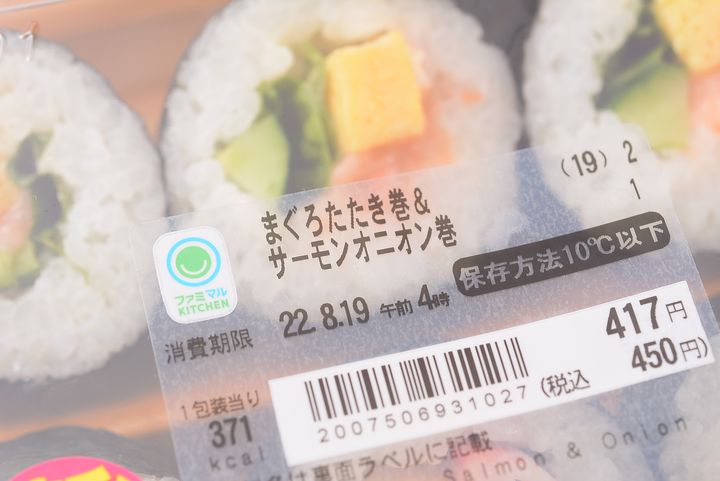 (19) 2
1
まぐろたたき巻&
サーモンオニオン巻
保存方法10℃以下
ファミマル
KITCHEN
消費期限 22. 8.19 午前 4時
417円
(税込 450円)
2007506931027
1包装当り
371
kcal
は裏面ラベルに記載
Salmon & Onion